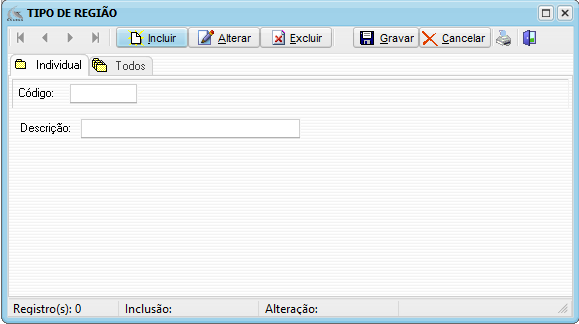 TIPO DE REGIÃO
Incluir Alterar Excluir Gravar Cancelar
Individual Todos
Código:
Descrição:
Registro(s): 0 Inclusão: Alteração: